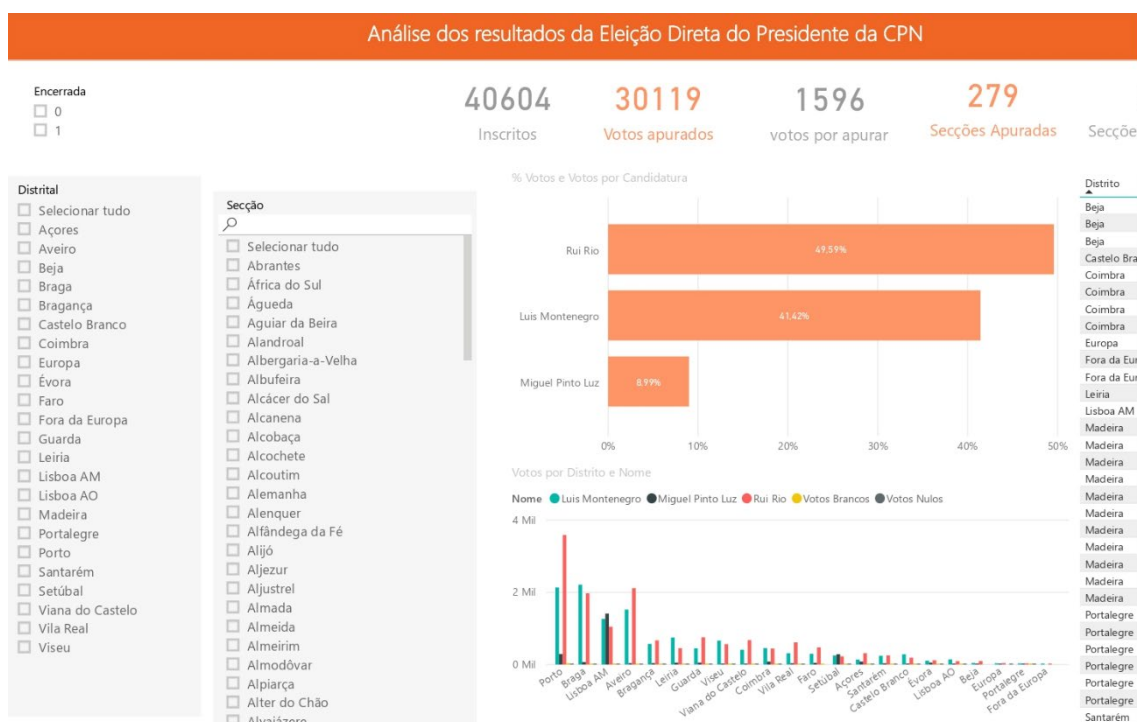 Análise dos resultados da Eleição Direta do Presidente da CPN
Encerrada
0
1
40604
Inscritos
30119
Votos apurados
1596
votos por apurar
279
Secções Apuradas
Secçõe
Distrital
Selecionar tudo
Açores
Aveiro
Beja
Braga
Bragança
Castelo Branco
Coimbra
Europa
Évora
Faro
Fora da Europa
Guarda
Leiria
Lisboa AM
Lisboa AO
Madeira
Portalegre
Porto
Santarém
Setúbal
Viana do Castelo
Vila Real
Viseu
Secção
Selecionar tudo
Abrantes
África do Sul
Águeda
Aguiar da Beira
Alandroal
Albergaria-a-Velha
Albufeira
Alcácer do Sal
Alcanena
Alcobaça
Alcochete
Alcoutim
Alemanha
Alenquer
Alfândega da Fé
Alijó
Aljezur
Aljustrel
Almada
Almeida
Almeirim
Almodôvar
Alpiarça
Alter do Chão
Alvaiázere
% Votos e Votos por Candidatura
Rui Rio 49,59%
Luis Montenegro 41,42%
Miguel Pinto Luz 8,99%
0% 10% 20% 30% 40% 50%
Votos por Distrito e Nome
Nome Luis Montenegro Miguel Pinto Luz Rui Rio Votos Brancos Votos Nulos
4 Mil
2 Mil
0 Mil
Porto Braga Lisboa AM Aveiro Bragança Leiria Guarda Viseu Viana do Castelo Coimbra Vila Real Faro Setúbal Açores Santarém Castelo Branco Évora Lisboa AO Beja Europa Portalegre Fora da Europa
Distrito
Beja
Beja
Beja
Castelo Bra
Coimbra
Coimbra
Coimbra
Coimbra
Europa
Fora da Eur
Fora da Eur
Leiria
Lisboa AM
Madeira
Madeira
Madeira
Madeira
Madeira
Madeira
Madeira
Madeira
Madeira
Madeira
Madeira
Portalegre
Portalegre
Portalegre
Portalegre
Portalegre
Portalegre
Santarém